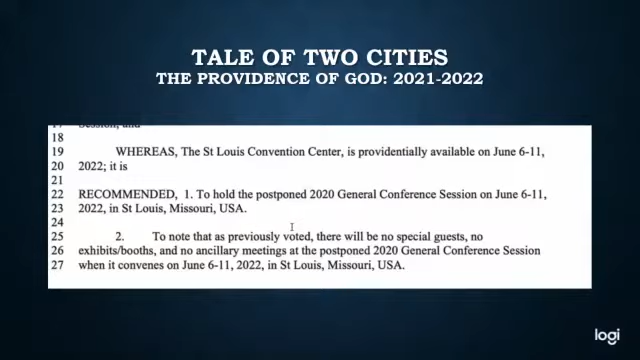 TALE OF TWO CITIES
THE PROVIDENCE OF GOD: 2021-2022
17 Session, and
18
19 WHEREAS, The St Louis Convention Center, is providentially available on June 6-11,
20 2022; it is
21
22 RECOMMENDED, 1. To hold the postponed 2020 General Conference Session on June 6-11,
23 2022, in St Louis, Missouri, USA.
24
25 2. To note that as previously voted, there will be no special guests, no
26 exhibits/booths, and no ancillary meetings at the postponed 2020 General Conference Session
27 when it convenes on June 6-11, 2022, in St Louis, Missouri, USA.
logi